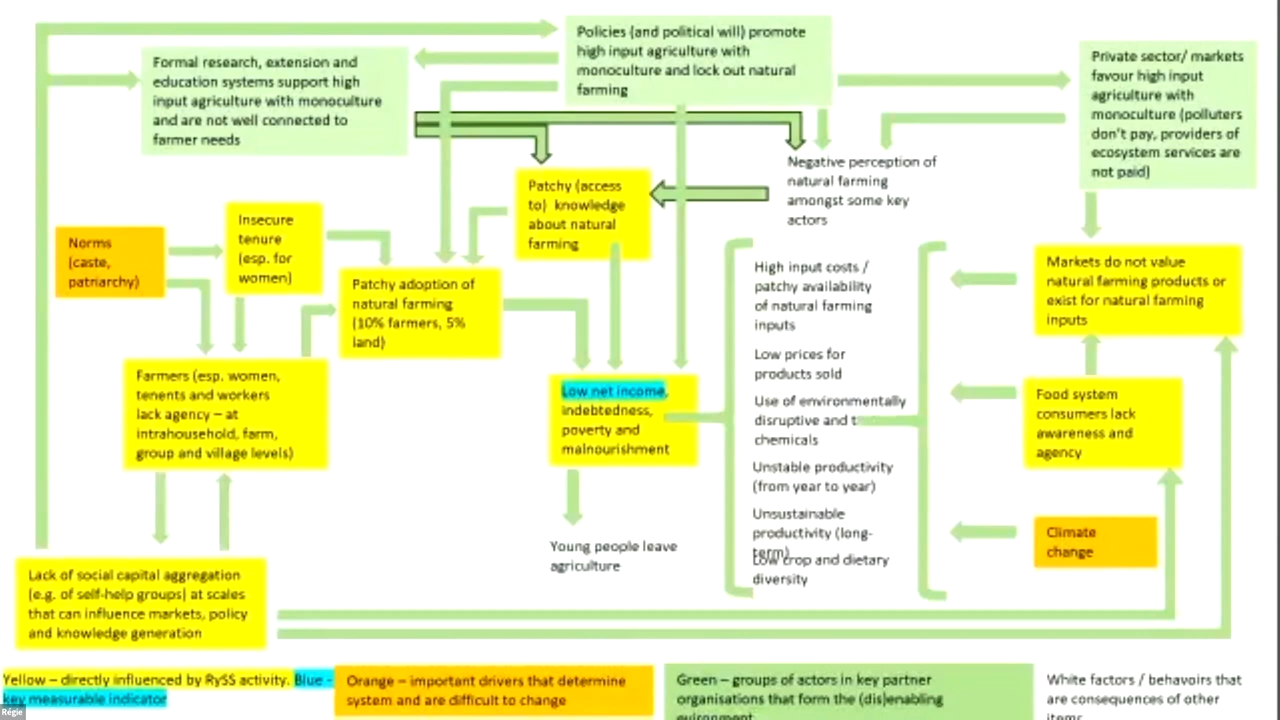 Policies (and political will) promote
high input agriculture with
monoculture and lock out natural
farming
Formal research, extension and
education systems support high
input agriculture with monoculture
and are not well connected to
farmer needs
Private sector/ markets
favour high input
agriculture with
monoculture (polluters
don't pay, providers of
ecosystem services are
not paid)
Negative perception of
natural farming
amongst some key
actors
Patchy (access
to) knowledge
about natural
farming
Insecure
tenure
(esp. for
women)
Norms
(caste,
patriarchy)
Patchy adoption of
natural farming
(10% farmers, 5%
land)
High input costs /
patchy availability
of natural farming
inputs
Low prices for
products sold
Use of environmentally
disruptive and
chemicals
Unstable productivity
(from year to year)
Unsustainable
productivity (long-
term)
Low crop and dietary
diversity
Markets do not value
natural farming products or
exist for natural farming
inputs
Farmers (esp. women,
tenents and workers
lack agency – at
intrahousehold, farm,
group and village levels)
Low net income,
indebtedness,
poverty and
malnourishment
Food system
consumers lack
awareness and
agency
Young people leave
agriculture
Climate
change
Lack of social capital aggregation
(e.g. of self-help groups) at scales
that can influence markets, policy
and knowledge generation
Yellow – directly influenced by RySS activity. Blue -
key measurable indicator
Orange – important drivers that determine
system and are difficult to change
Green – groups of actors in key partner
organisations that form the (dis)enabling
environment
White factors / behavoirs that
are consequences of other
items
Régie